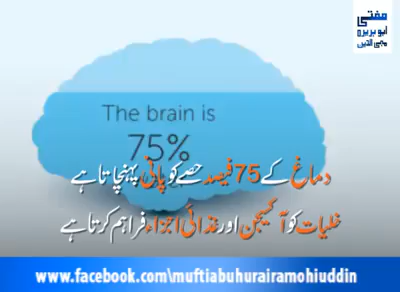 مفتی
ابو ہریرہ
محی الدین
The brain is
75%
دماغ کے 75 فیصد حصے کو پانی پہنچاتا ہے
خلیات کو آکسیجن اور غذائی اجزاء فراہم کرتا ہے
www.facebook.com/muftiabuhurairamohiuddin